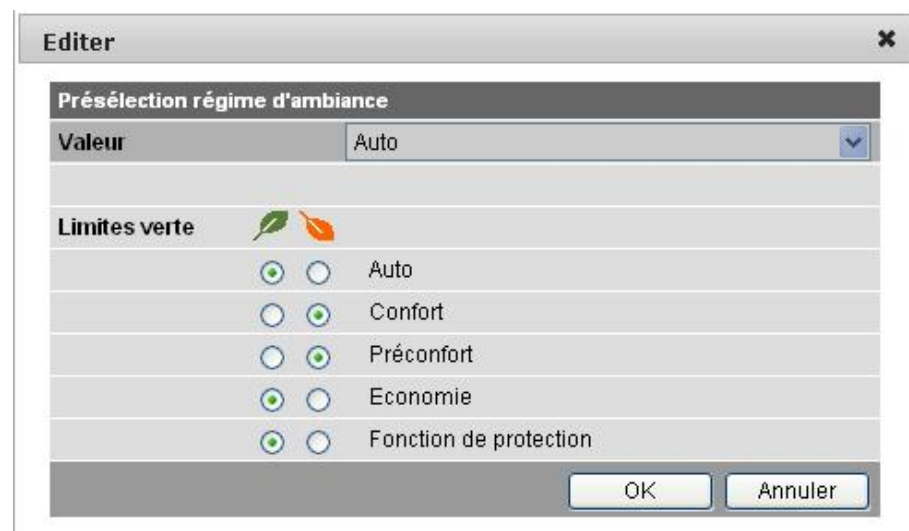 Editer
Présélection régime d'ambiance
Valeur Auto
Limites verte
Auto
Confort
Préconfort
Economie
Fonction de protection
OK Annuler